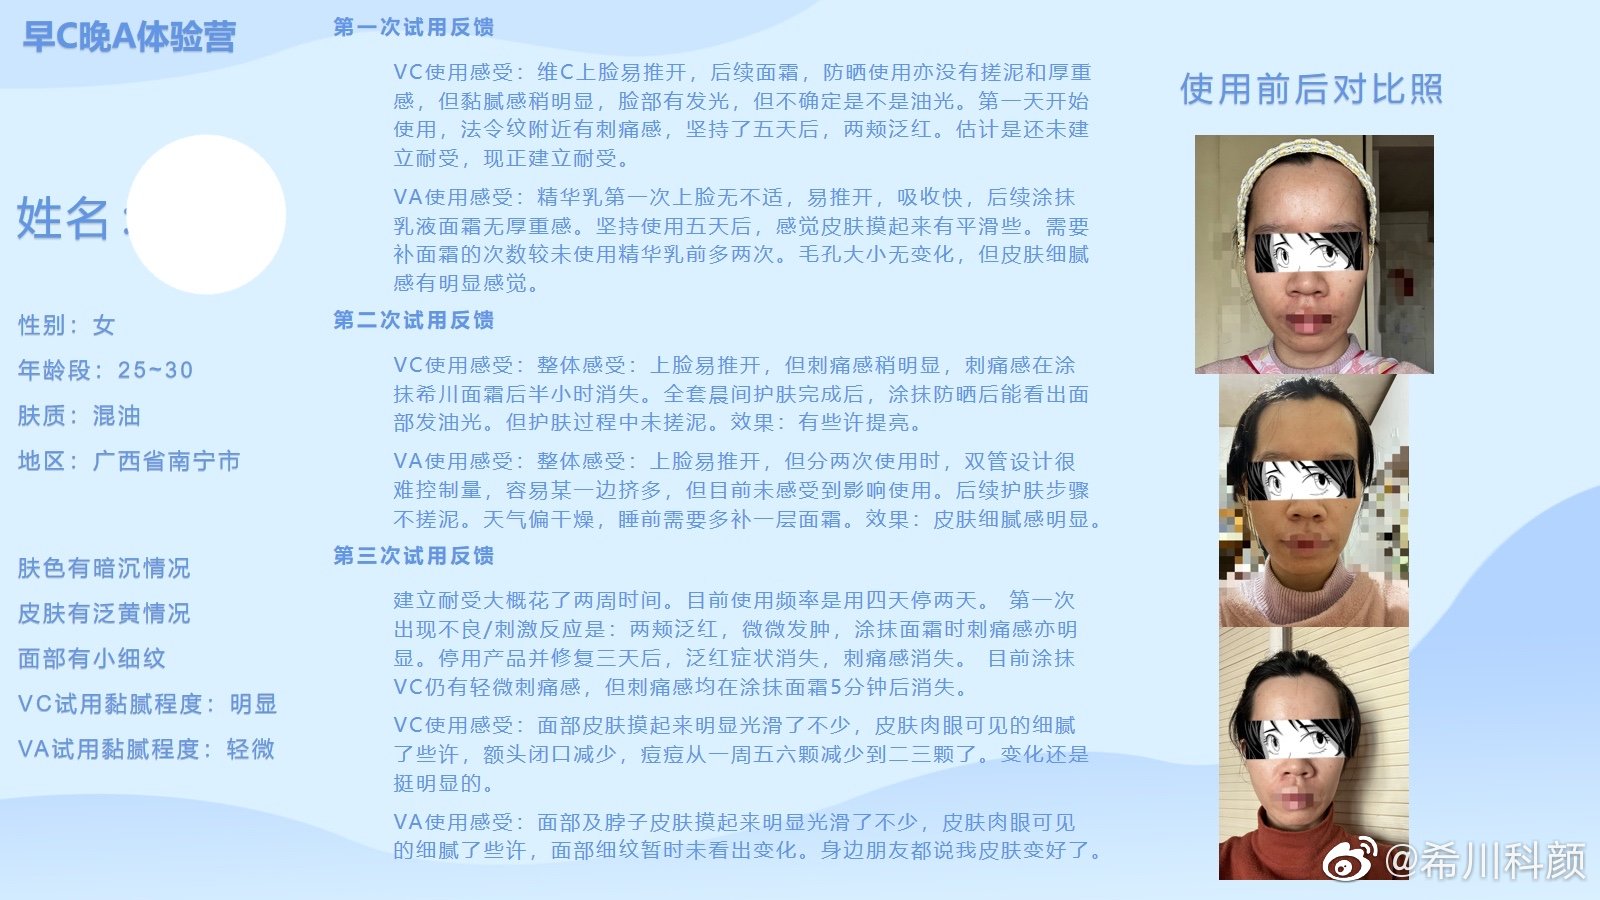 早C晚A体验营
姓名：
性别：女
年龄段：25~30
肤质：混油
地区：广西省南宁市
肤色有暗沉情况
皮肤有泛黄情况
面部有小细纹
VC试用黏腻程度：明显
VA试用黏腻程度：轻微
第一次试用反馈
VC使用感受：维C上脸易推开，后续面霜，防晒使用亦没有搓泥和厚重
感，但黏腻感稍明显，脸部有发光，但不确定是不是油光。第一天开始
使用，法令纹附近有刺痛感，坚持了五天后，两颊泛红。估计是还未建
立耐受，现正建立耐受。
VA使用感受：精华乳第一次上脸无不适，易推开，吸收快，后续涂抹
乳液面霜无厚重感。坚持使用五天后，感觉皮肤摸起来有平滑些。需要
补面霜的次数较未使用精华乳前多两次。毛孔大小无变化，但皮肤细腻
感有明显感觉。
第二次试用反馈
VC使用感受：整体感受：上脸易推开，但刺痛感稍明显，刺痛感在涂
抹希川面霜后半小时消失。全套晨间护肤完成后，涂抹防晒后能看出面
部发油光。但护肤过程中未搓泥。效果：有些许提亮。
VA使用感受：整体感受：上脸易推开，但分两次使用时，双管设计很
难控制量，容易某一边挤多，但目前未感受到影响使用。后续护肤步骤
不搓泥。天气偏干燥，睡前需要多补一层面霜。效果：皮肤细腻感明显。
第三次试用反馈
建立耐受大概花了两周时间。目前使用频率是用四天停两天。 第一次
出现不良/刺激反应是：两颊泛红，微微发肿，涂抹面霜时刺痛感亦明
显。停用产品并修复三天后，泛红症状消失，刺痛感消失。 目前涂抹
VC仍有轻微刺痛感，但刺痛感均在涂抹面霜5分钟后消失。
VC使用感受：面部皮肤摸起来明显光滑了不少，皮肤肉眼可见的细腻
了些许，额头闭口减少，痘痘从一周五六颗减少到二三颗了。变化还是
挺明显的。
VA使用感受：面部及脖子皮肤摸起来明显光滑了不少，皮肤肉眼可见
的细腻了些许，面部细纹暂时未看出变化。身边朋友都说我皮肤变好了。
使用前后对比照
@希川科颜